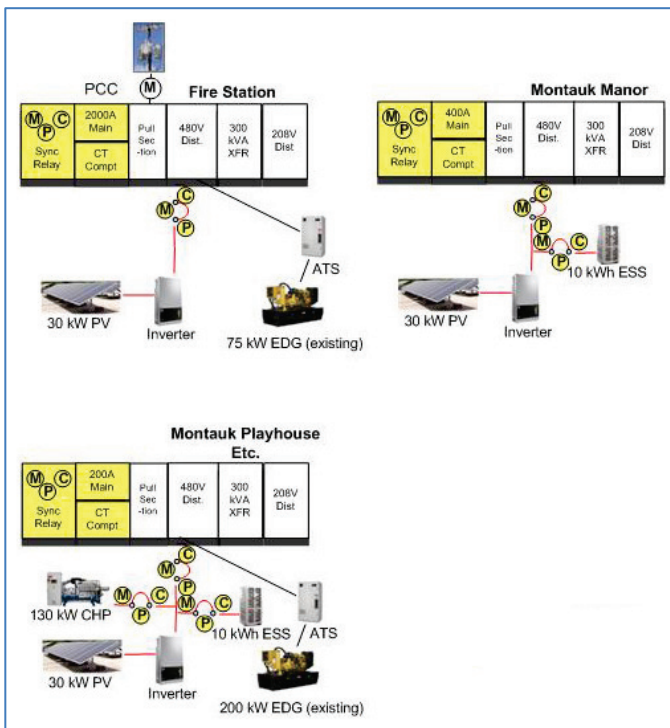 M
PCC
Fire Station
M P C
Sync
Relay
2000A
Main
CT
Compt
Pull
Sec
-tion
480V
Dist.
300
kVA
XFR
208V
Dist
C
M
P
ATS
30 kW PV
Inverter
75 kW EDG (existing)
Montauk Manor
M P C
Sync
Relay
400A
Main
CT
Compt
Pull
Sec
-tion
480V
Dist.
300
kVA
XFR
208V
Dist
C
M
P
M
C
P
10 kWh ESS
30 kW PV
Inverter
Montauk Playhouse
Etc.
M P C
Sync
Relay
200A
Main
CT
Compt
Pull
Sec
-tion
480V
Dist.
300
kVA
XFR
208V
Dist
C
M
P
M
C
P
M
C
P
130 kW CHP
10 kWh ESS
ATS
30 kW PV
Inverter
200 kW EDG (existing)